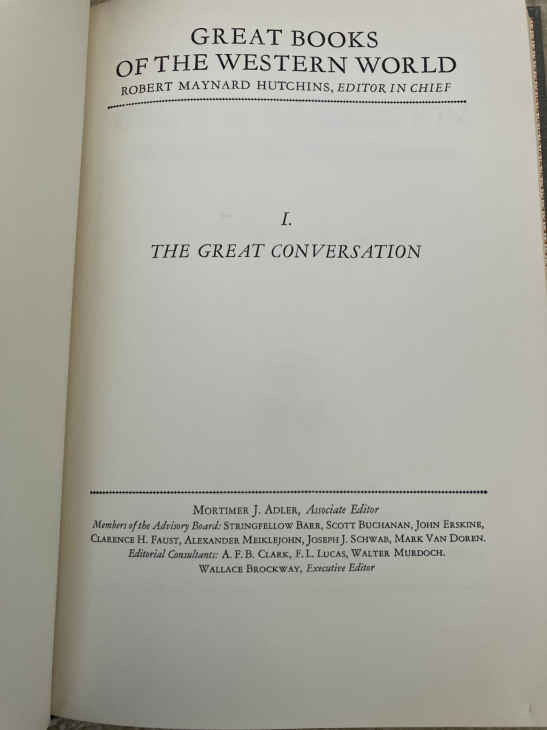 GREAT BOOKS
OF THE WESTERN WORLD
ROBERT MAYNARD HUTCHINS, EDITOR IN CHIEF
I.
THE GREAT CONVERSATION
MORTIMER J. ADLER, Associate Editor
Members of the Advisory Board: STRINGFELLOW BARR, SCOTT BUCHANAN, JOHN ERSKINE,
CLARENCE H. FAUST, ALEXANDER MEIKLEJOHN, JOSEPH J. SCHWAB, MARK VAN DOREN.
Editorial Consultants: A. F. B. CLARK, F. L. LUCAS, WALTER MURDOCH.
WALLACE BROCKWAY, Executive Editor